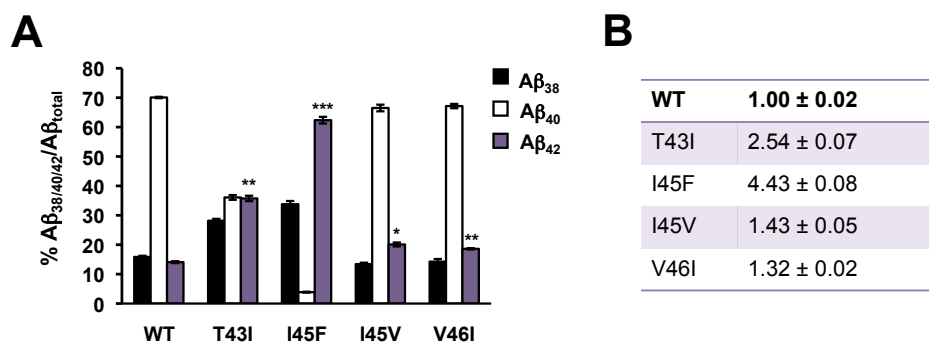 A
% Aβ38/40/42/Aβtotal
80
70
60
50
40
30
20
10
0
**
***
*
**
WT T43I I45F I45V V46I
Aβ38
Aβ40
Aβ42
B
WT 1.00 ± 0.02
T43I 2.54 ± 0.07
I45F 4.43 ± 0.08
I45V 1.43 ± 0.05
V46I 1.32 ± 0.02